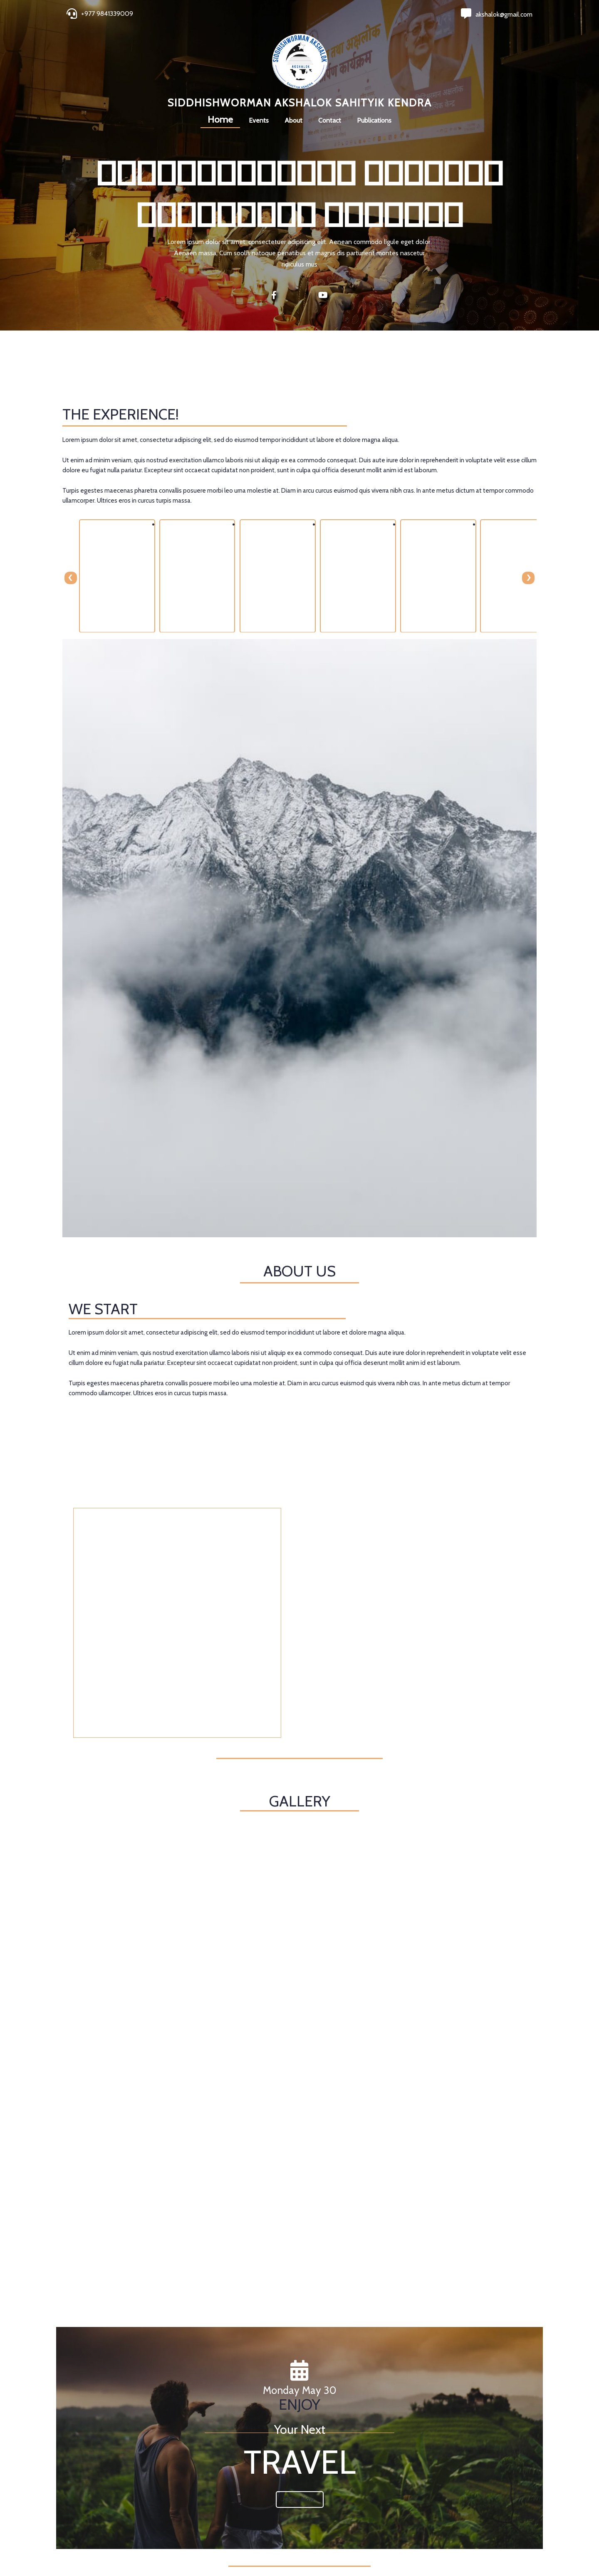 +977 9841339009
akshalok@gmail.com
SIDDHISHWORMAN AKSHALOK
AKSHALOK
SIDDHISHWORMAN AKSHALOK SAHITYIK KENDRA
Home Events About Contact Publications
Lorem ipsum dolor sit amet, consectetuer adipiscing elit. Aenean commodo ligula eget dolor.
Aenean massa. Cum sociis natoque penatibus et magnis dis parturient montes nascetur
ridiculus mus
THE EXPERIENCE!
Lorem ipsum dolor sit amet, consectetur adipiscing elit, sed do eiusmod tempor incididunt ut labore et dolore magna aliqua.
Ut enim ad minim veniam, quis nostrud exercitation ullamco laboris nisi ut aliquip ex ea commodo consequat. Duis aute irure dolor in reprehenderit in voluptate velit esse cillum
dolore eu fugiat nulla pariatur. Excepteur sint occaecat cupidatat non proident, sunt in culpa qui officia deserunt mollit anim id est laborum.
Turpis egestes maecenas pharetra convallis posuere morbi leo urna molestie at. Diam in arcu cursus euismod quis viverra nibh cras. In ante metus dictum at tempor commodo
ullamcorper. Ultrices eros in curcus turpis massa.
ABOUT US
WE START
Lorem ipsum dolor sit amet, consectetur adipiscing elit, sed do eiusmod tempor incididunt ut labore et dolore magna aliqua.
Ut enim ad minim veniam, quis nostrud exercitation ullamco laboris nisi ut aliquip ex ea commodo consequat. Duis aute irure dolor in reprehenderit in voluptate velit esse
cillum dolore eu fugiat nulla pariatur. Excepteur sint occaecat cupidatat non proident, sunt in culpa qui officia deserunt mollit anim id est laborum.
Turpis egestes maecenas pharetra convallis posuere morbi leo urna molestie at. Diam in arcu curcus euismod quis viverra nibh cras. In ante metus dictum at tempor
commodo ullamcorper. Ultrices eros in curcus turpis massa.
GALLERY
Monday May 30
ENJOY
Your Next
TRAVEL